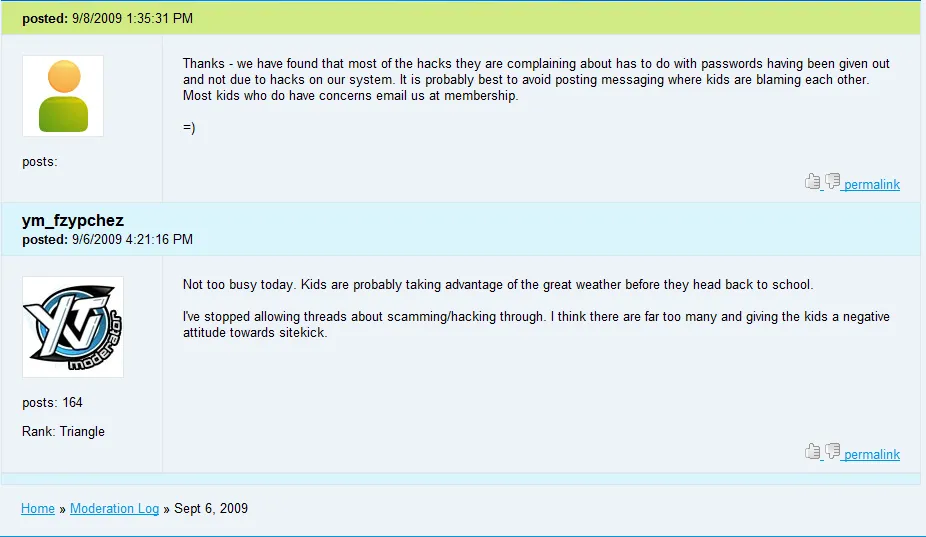 posted: 9/8/2009 1:35:31 PM
Thanks - we have found that most of the hacks they are complaining about has to do with passwords having been given out
and not due to hacks on our system. It is probably best to avoid posting messaging where kids are blaming each other.
Most kids who do have concerns email us at membership.
=)
posts:
permalink
ym_fzypchez
posted: 9/6/2009 4:21:16 PM
Not too busy today. Kids are probably taking advantage of the great weather before they head back to school.
I've stopped allowing threads about scamming/hacking through. I think there are far too many and giving the kids a negative
attitude towards sitekick.
YTV
moderator
posts: 164
Rank: Triangle
permalink
Home » Moderation Log » Sept 6, 2009